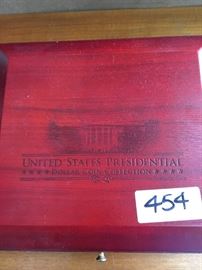 UNITED STATES PRESIDENTIAL
★★★★ DOLLAR COIN COLLECTION ★★★★
454